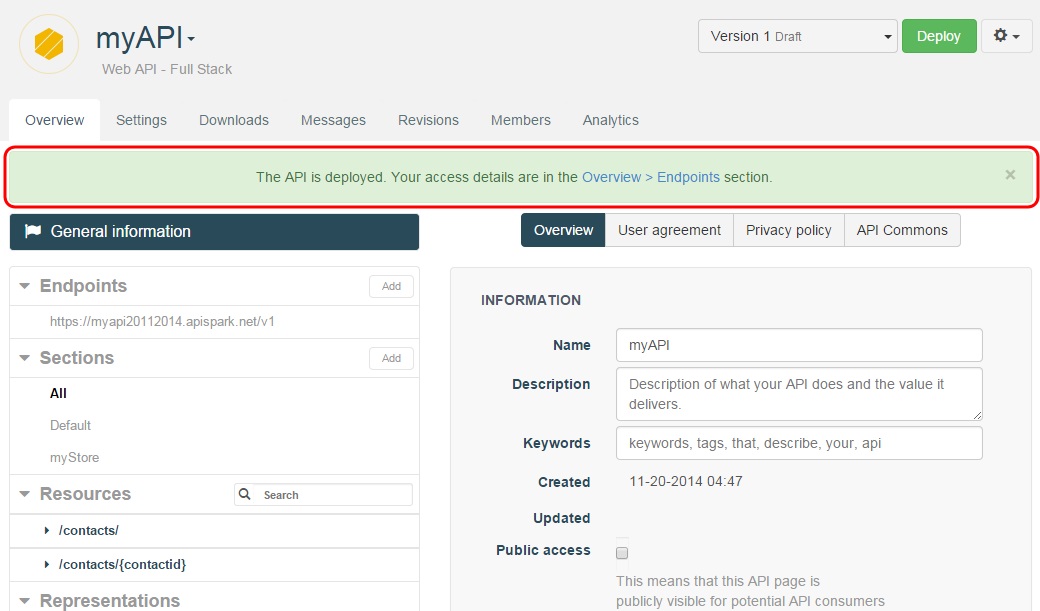 myAPI
Web API - Full Stack
Version 1 Draft
Deploy
Overview Settings Downloads Messages Revisions Members Analytics
The API is deployed. Your access details are in the Overview > Endpoints section.
×
General information
Endpoints
Add
https://myapi20112014.apispark.net/v1
Sections
Add
All
Default
myStore
Resources
Search
/contacts/
/contacts/{contactid}
Representations
Overview User agreement Privacy policy API Commons
INFORMATION
Name myAPI
Description Description of what your API does and the value it
delivers.
Keywords keywords, tags, that, describe, your, api
Created 11-20-2014 04:47
Updated
Public access
This means that this API page is
publicly visible for potential API consumers